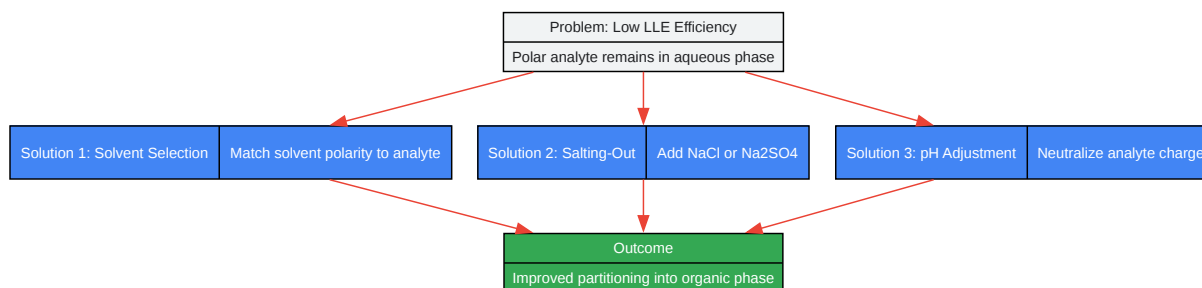 Problem: Low LLE Efficiency
Polar analyte remains in aqueous phase
Solution 1: Solvent Selection
Match solvent polarity to analyte
Solution 2: Salting-Out
Add NaCl or Na2SO4
Solution 3: pH Adjustment
Neutralize analyte charge
Outcome
Improved partitioning into organic phase